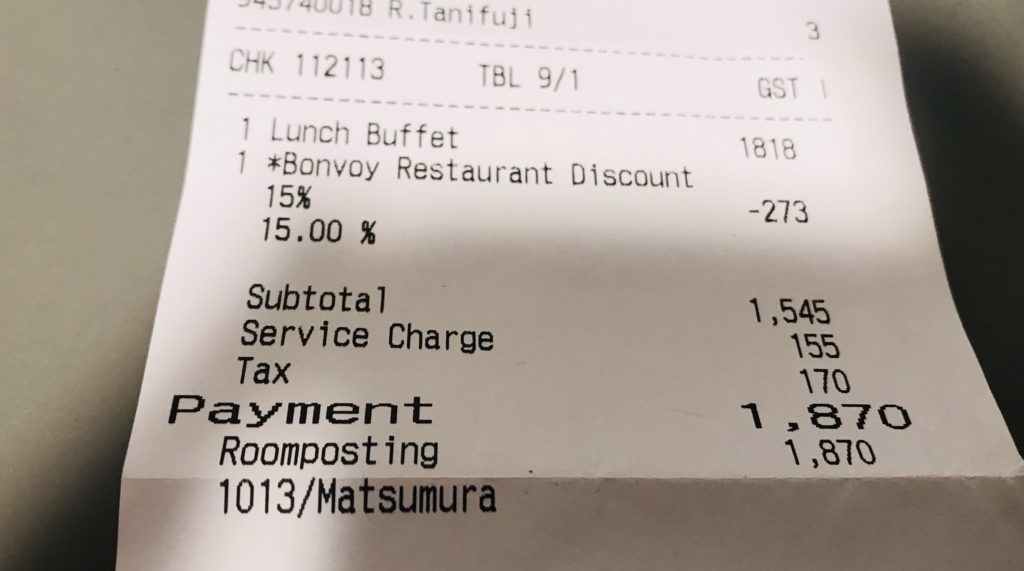 945740018 R.Tanifuji 3
CHK 112113 TBL 9/1 GST 1
1 Lunch Buffet 1818
1 *Bonvoy Restaurant Discount
15% -273
15.00 %
Subtotal 1,545
Service Charge 155
Tax 170
Payment 1,870
Roomposting 1,870
1013/Matsumura